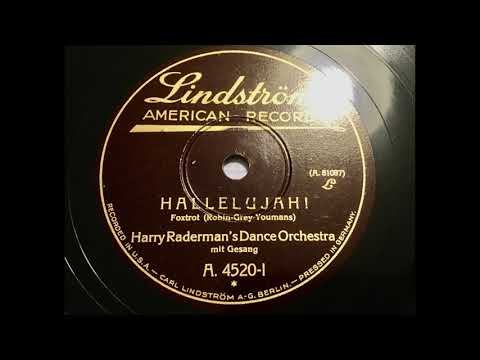 Lindström
AMERICAN RECORD
(A. 81087)
L
HALLELUJAH!
Foxtrot (Robin-Grey-Youmans)
Harry Raderman's Dance Orchestra
mit Gesang
A. 4520-I
*
RECORDED IN U.S.A. — CARL LINDSTRÖM A-G. BERLIN. — PRESSED IN GERMANY.